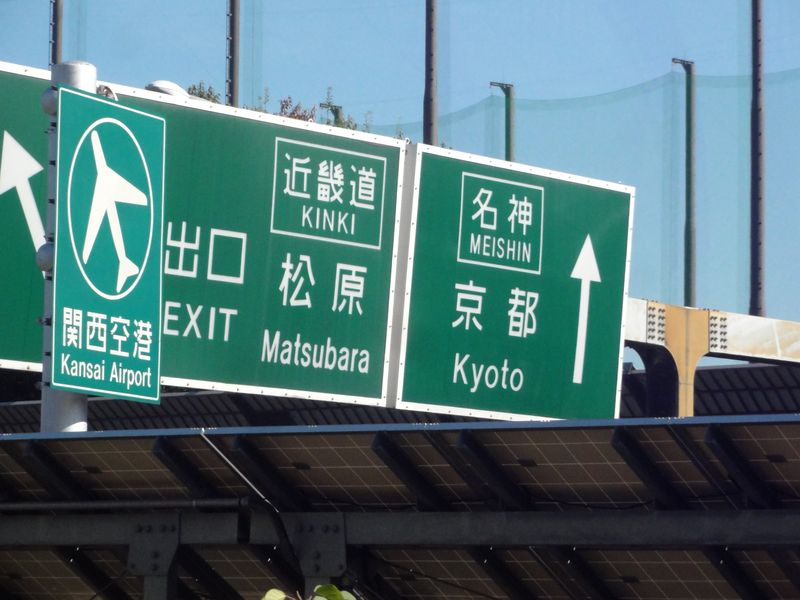 関西空港
Kansai Airport
出口
EXIT
近畿道
KINKI
松原
Matsubara
名神
MEISHIN
京都
Kyoto